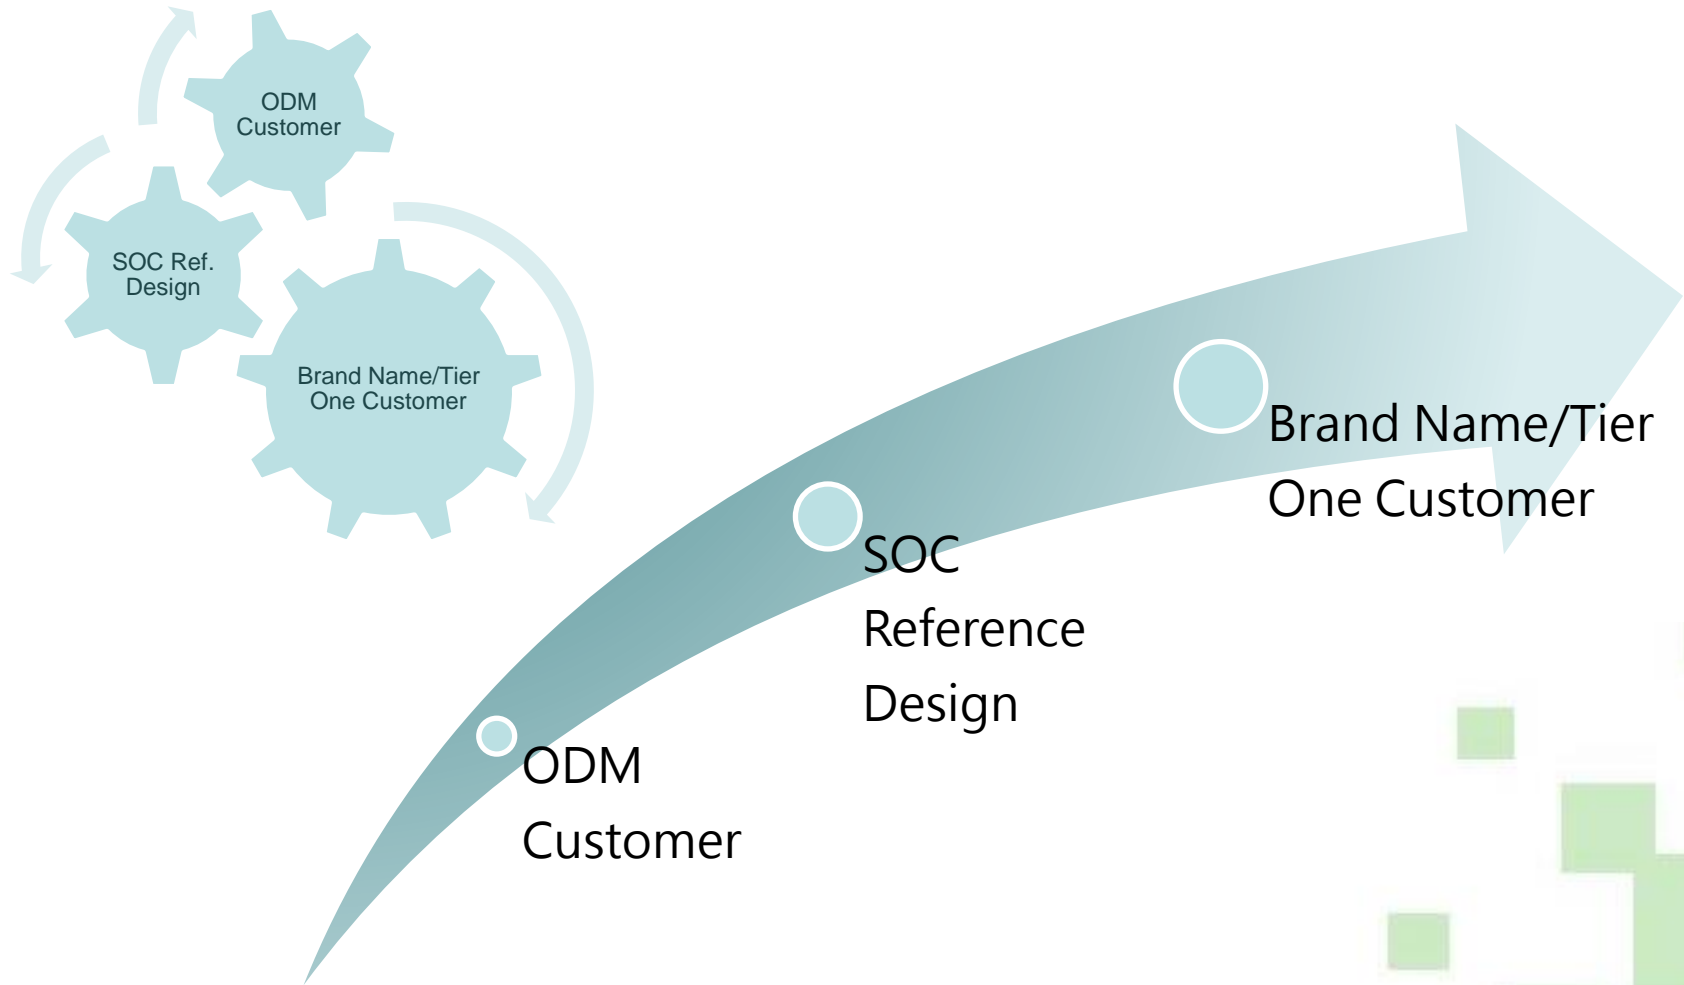 ODM
Customer
SOC Ref.
Design
Brand Name/Tier
One Customer
Brand Name/Tier
One Customer
SOC
Reference
Design
ODM
Customer